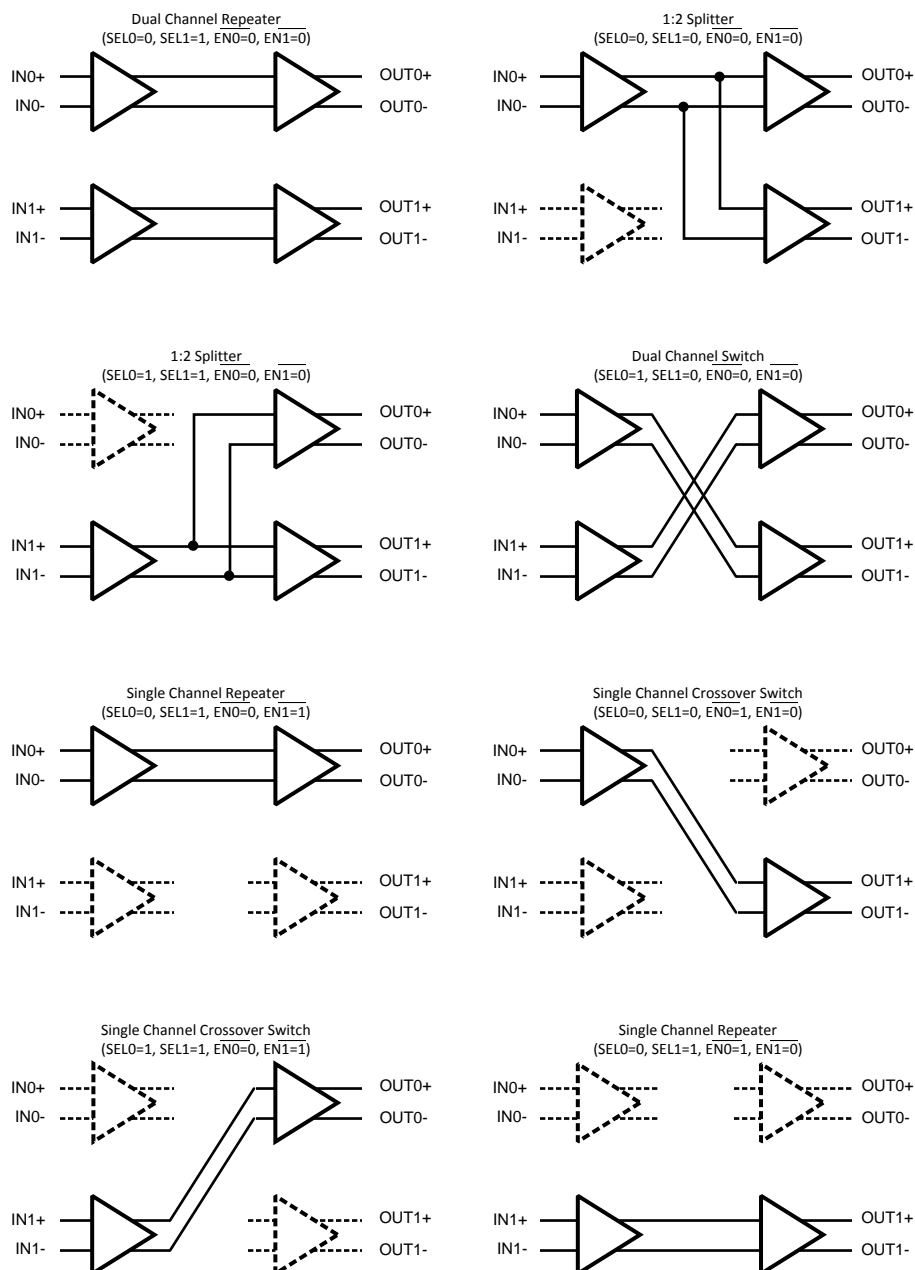 Dual Channel Repeater
(SEL0=0, SEL1=1, EN0=0, EN1=0)
IN0+
IN0-
OUT0+
OUT0-
IN1+
IN1-
OUT1+
OUT1-
1:2 Splitter
(SEL0=0, SEL1=0, EN0=0, EN1=0)
IN0+
IN0-
OUT0+
OUT0-
IN1+
IN1-
OUT1+
OUT1-
1:2 Splitter
(SEL0=1, SEL1=1, EN0=0, EN1=0)
IN0+
IN0-
OUT0+
OUT0-
IN1+
IN1-
OUT1+
OUT1-
Dual Channel Switch
(SEL0=1, SEL1=0, EN0=0, EN1=0)
IN0+
IN0-
OUT0+
OUT0-
IN1+
IN1-
OUT1+
OUT1-
Single Channel Repeater
(SEL0=0, SEL1=1, EN0=0, EN1=1)
IN0+
IN0-
OUT0+
OUT0-
IN1+
IN1-
OUT1+
OUT1-
Single Channel Crossover Switch
(SEL0=0, SEL1=0, EN0=1, EN1=0)
IN0+
IN0-
OUT0+
OUT0-
IN1+
IN1-
OUT1+
OUT1-
Single Channel Crossover Switch
(SEL0=1, SEL1=1, EN0=0, EN1=1)
IN0+
IN0-
OUT0+
OUT0-
IN1+
IN1-
OUT1+
OUT1-
Single Channel Repeater
(SEL0=0, SEL1=1, EN0=1, EN1=0)
IN0+
IN0-
OUT0+
OUT0-
IN1+
IN1-
OUT1+
OUT1-